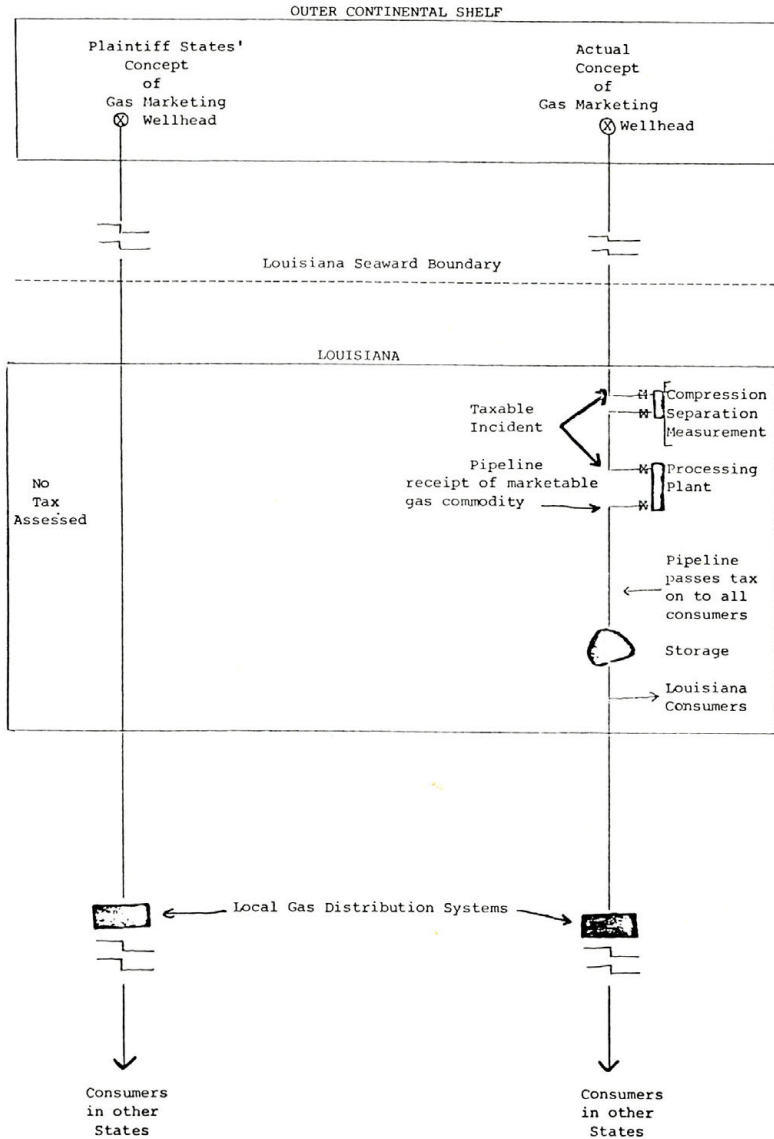 OUTER CONTINENTAL SHELF
Plaintiff States'
Concept
of
Gas Marketing
Wellhead
Actual
Concept
of
Gas Marketing
Wellhead
Louisiana Seaward Boundary
LOUISIANA
No
Tax
Assessed
Taxable
Incident
Compression
Separation
Measurement
Pipeline
receipt of marketable
gas commodity
Processing
Plant
Pipeline
passes tax
on to all
consumers
Storage
Louisiana
Consumers
Local Gas Distribution Systems
Consumers
in other
States
Consumers
in other
States